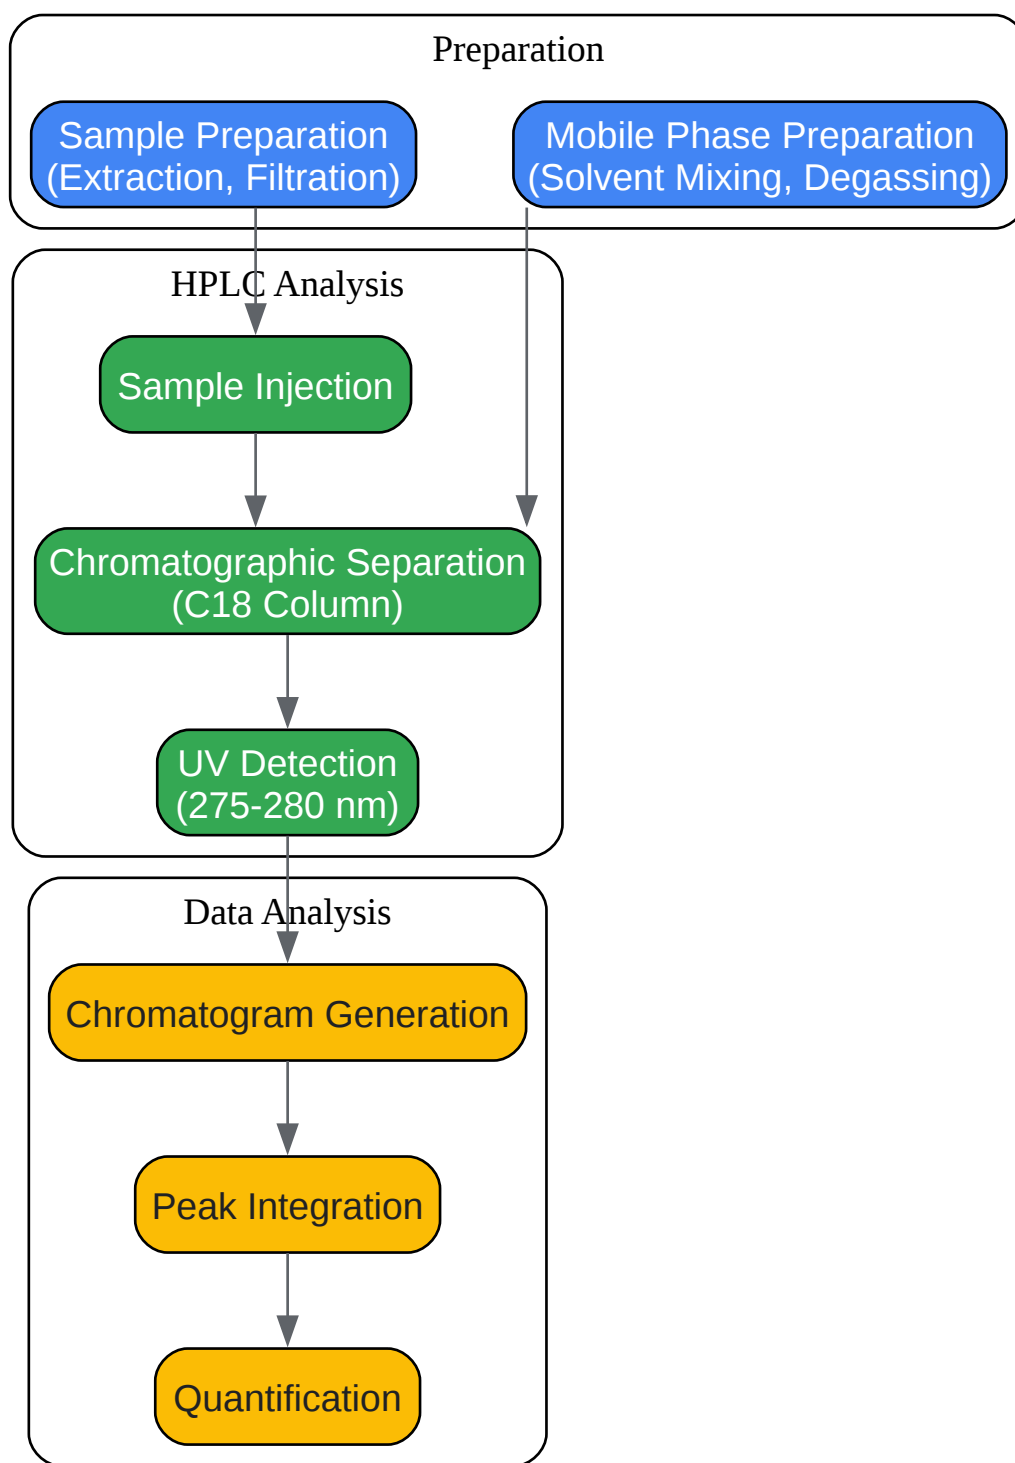 Preparation
Sample Preparation
(Extraction, Filtration)
Mobile Phase Preparation
(Solvent Mixing, Degassing)
HPLC Analysis
Sample Injection
Chromatographic Separation
(C18 Column)
UV Detection
(275-280 nm)
Data Analysis
Chromatogram Generation
Peak Integration
Quantification